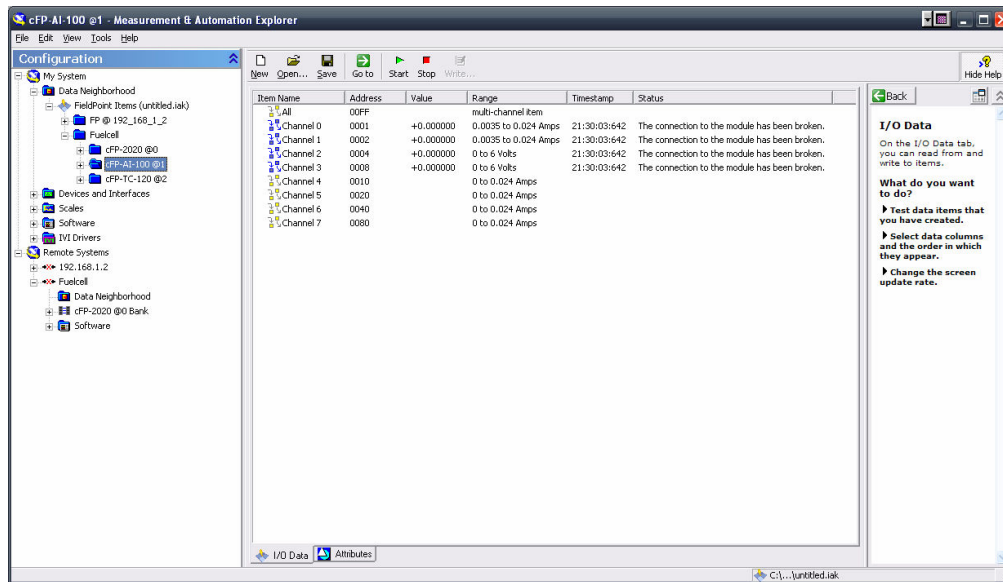 cFP-AI-100 @1 - Measurement & Automation Explorer
File Edit View Tools Help
Configuration
My System
Data Neighborhood
FieldPoint Items (untitled.iak)
FP @ 192_168_1_2
Fuelcell
cFP-2020 @0
cFP-AI-100 @1
cFP-TC-120 @2
Devices and Interfaces
Scales
Software
IVI Drivers
Remote Systems
192.168.1.2
Fuelcell
Data Neighborhood
cFP-2020 @0 Bank
Software
New Open... Save Go to Start Stop Write...
Hide Help
Item Name Address Value Range Timestamp Status
All 00FF multi-channel item
Channel 0 0001 +0.000000 0.0035 to 0.024 Amps 21:30:03:642 The connection to the module has been broken.
Channel 1 0002 +0.000000 0.0035 to 0.024 Amps 21:30:03:642 The connection to the module has been broken.
Channel 2 0004 +0.000000 0 to 6 Volts 21:30:03:642 The connection to the module has been broken.
Channel 3 0008 +0.000000 0 to 6 Volts 21:30:03:642 The connection to the module has been broken.
Channel 4 0010 0 to 0.024 Amps
Channel 5 0020 0 to 0.024 Amps
Channel 6 0040 0 to 0.024 Amps
Channel 7 0080 0 to 0.024 Amps
I/O Data Attributes
Back
I/O Data
On the I/O Data tab,
you can read from and
write to items.
What do you want
to do?
Test data items that
you have created.
Select data columns
and the order in which
they appear.
Change the screen
update rate.
C:\...\untitled.iak